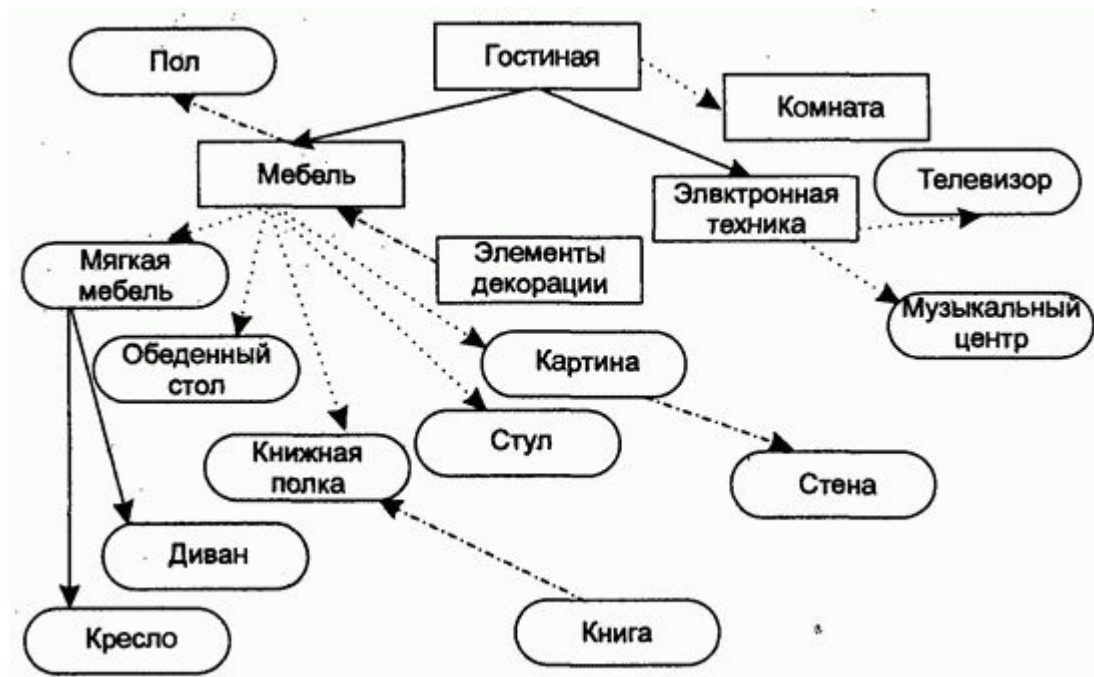 Пол
Гостиная
Комната
Мебель
Элвктронная
техника
Телевизор
Мягкая
мебель
Элементы
декорации
Музыкальный
центр
Обеденный
стол
Картина
Книжная
полка
Стул
Стена
Диван
Кресло
Книга